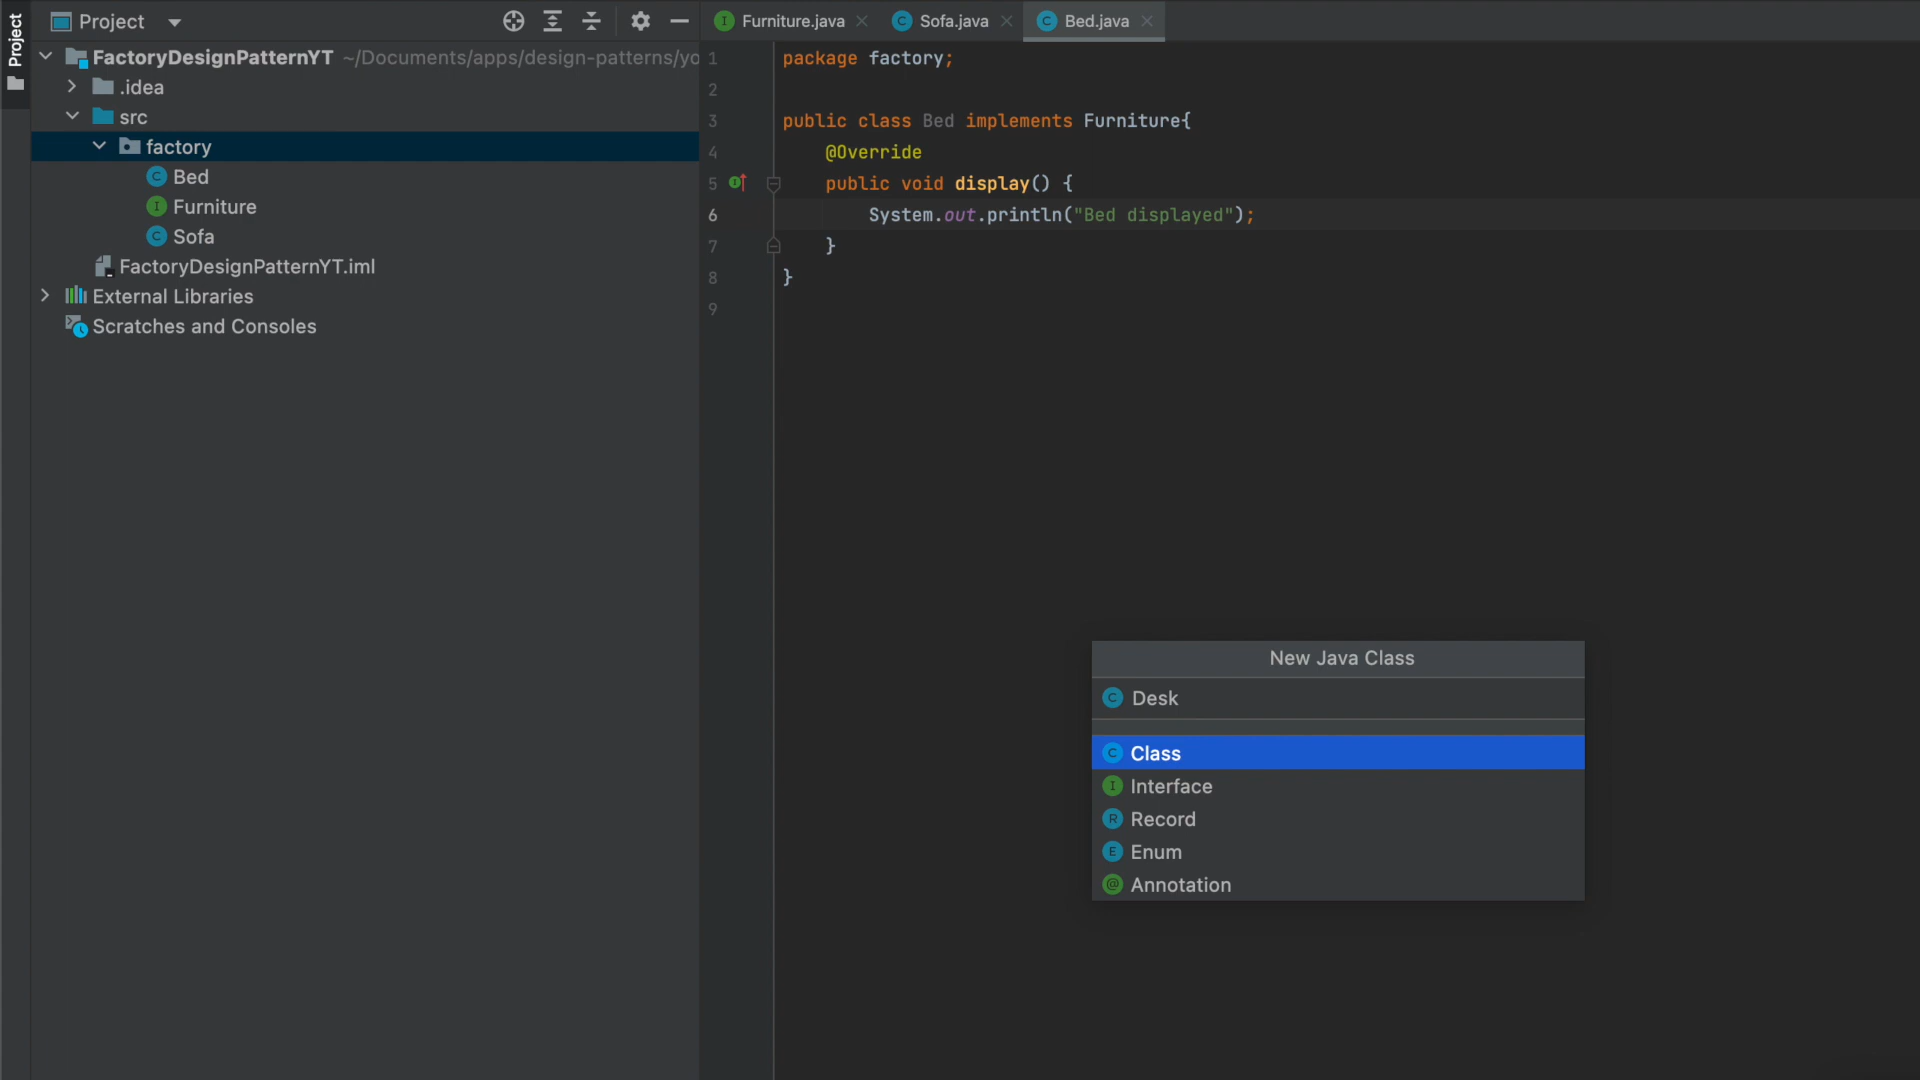 Project
Project
FactoryDesignPatternYT ~/Documents/apps/design-patterns/yo
.idea
src
factory
Bed
Furniture
Sofa
FactoryDesignPatternYT.iml
External Libraries
Scratches and Consoles
Furniture.java
Sofa.java
Bed.java
1 package factory;
2
3 public class Bed implements Furniture{
4 @Override
5 public void display() {
6 System.out.println("Bed displayed");
7 }
8 }
9
New Java Class
C Desk
C Class
I Interface
R Record
E Enum
@ Annotation